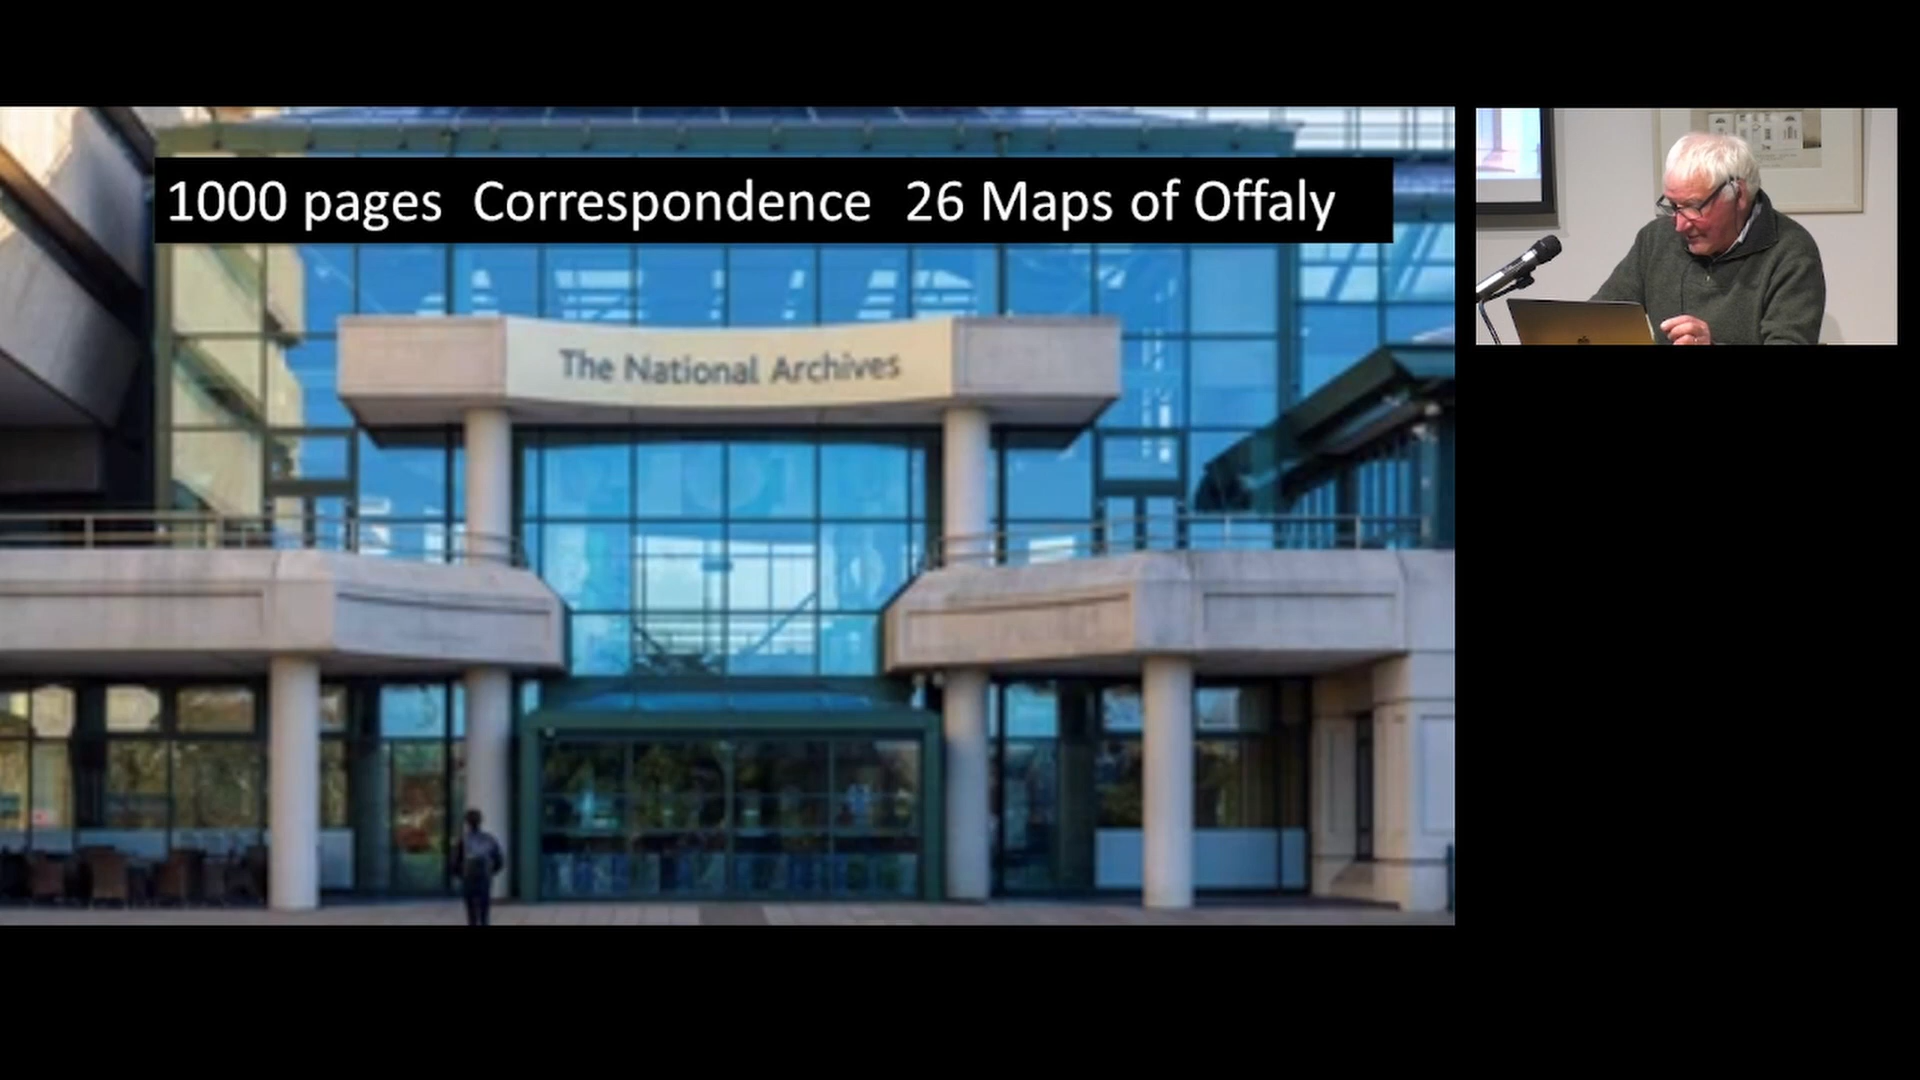 1000 pages  Correspondence  26 Maps of Offaly
The National Archives